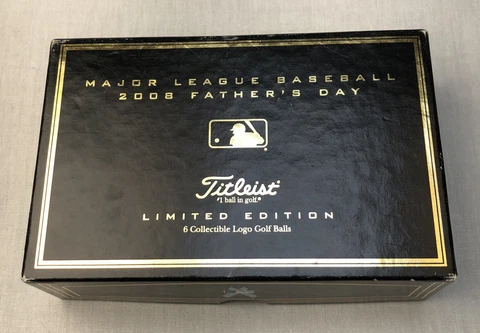 MAJOR LEAGUE BASEBALL
2008 FATHER'S DAY
Titleist®
#1 ball in golf.®
LIMITED EDITION
6 Collectible Logo Golf Balls